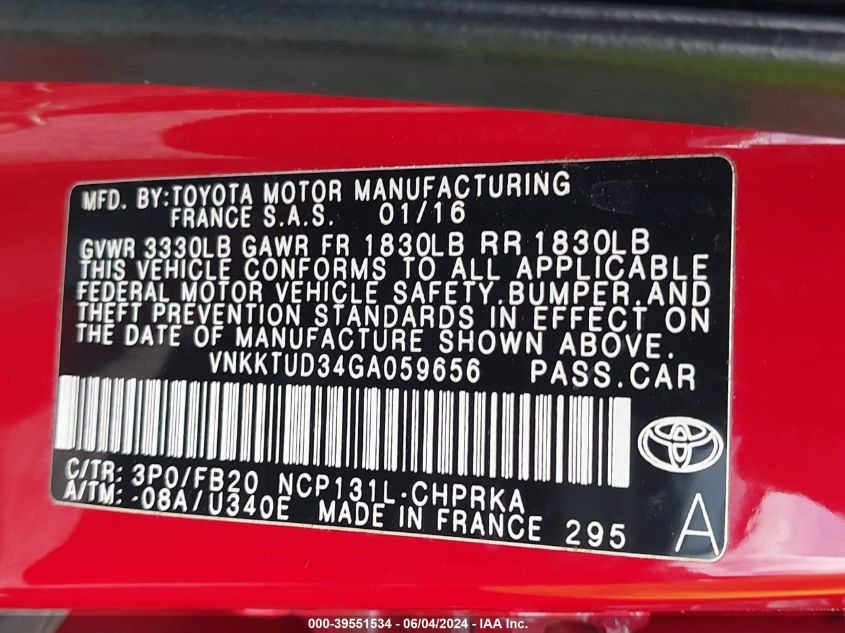 MFD. BY:TOYOTA MOTOR MANUFACTURING
FRANCE S.A.S. 01/16
GVWR 3330LB GAWR FR 1830LB RR 1830LB
THIS VEHICLE CONFORMS TO ALL APPLICABLE
FEDERAL MOTOR VEHICLE SAFETY,BUMPER,AND
THEFT PREVENTION STANDARDS IN EFFECT ON
THE DATE OF MANUFACTURE SHOWN ABOVE.
VNKKTUD34GA059656 PASS.CAR
C/TR: 3P0/FB20 NCP131L-CHPRKA
A/TM: -08A/U340E MADE IN FRANCE 295
A
000-39551534 - 06/04/2024 - IAA Inc.